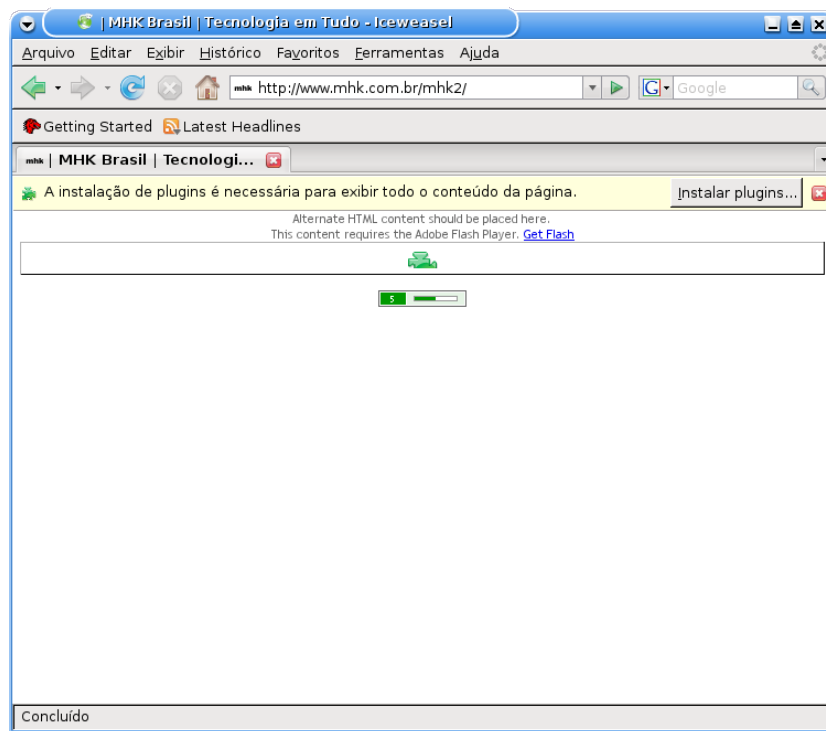 | MHK Brasil | Tecnologia em Tudo - Iceweasel
Arquivo Editar Exibir Histórico Favoritos Ferramentas Ajuda
mhk http://www.mhk.com.br/mhk2/ G Google
Getting Started Latest Headlines
mhk | MHK Brasil | Tecnologi...
A instalação de plugins é necessária para exibir todo o conteúdo da página. Instalar plugins...
Alternate HTML content should be placed here.
This content requires the Adobe Flash Player. Get Flash
5
Concluído